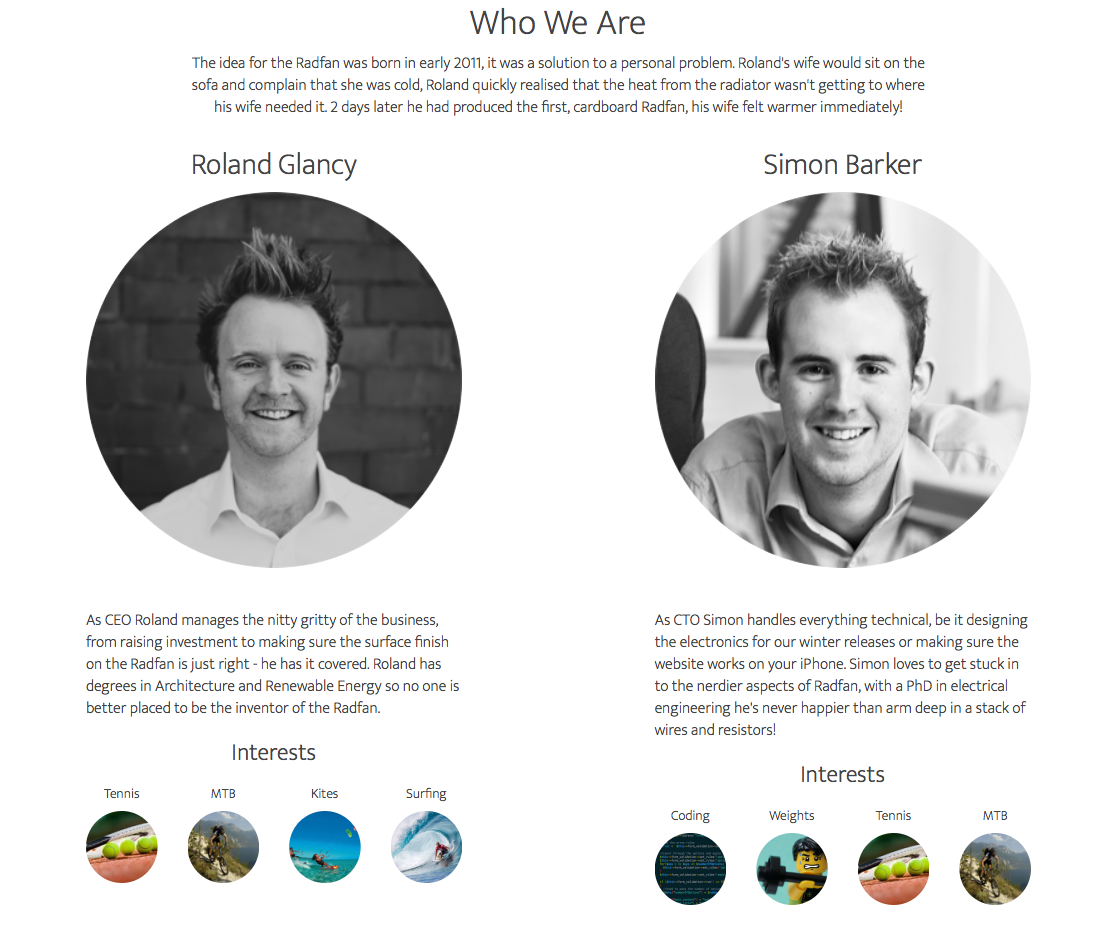 Who We Are
The idea for the Radfan was born in early 2011, it was a solution to a personal problem. Roland's wife would sit on the
sofa and complain that she was cold, Roland quickly realised that the heat from the radiator wasn't getting to where
his wife needed it. 2 days later he had produced the first, cardboard Radfan, his wife felt warmer immediately!
Roland Glancy
As CEO Roland manages the nitty gritty of the business,
from raising investment to making sure the surface finish
on the Radfan is just right - he has it covered. Roland has
degrees in Architecture and Renewable Energy so no one is
better placed to be the inventor of the Radfan.
Interests
Tennis
MTB
Kites
Surfing
Simon Barker
As CTO Simon handles everything technical, be it designing
the electronics for our winter releases or making sure the
website works on your iPhone. Simon loves to get stuck in
to the nerdier aspects of Radfan, with a PhD in electrical
engineering he's never happier than arm deep in a stack of
wires and resistors!
Interests
Coding
Weights
Tennis
MTB